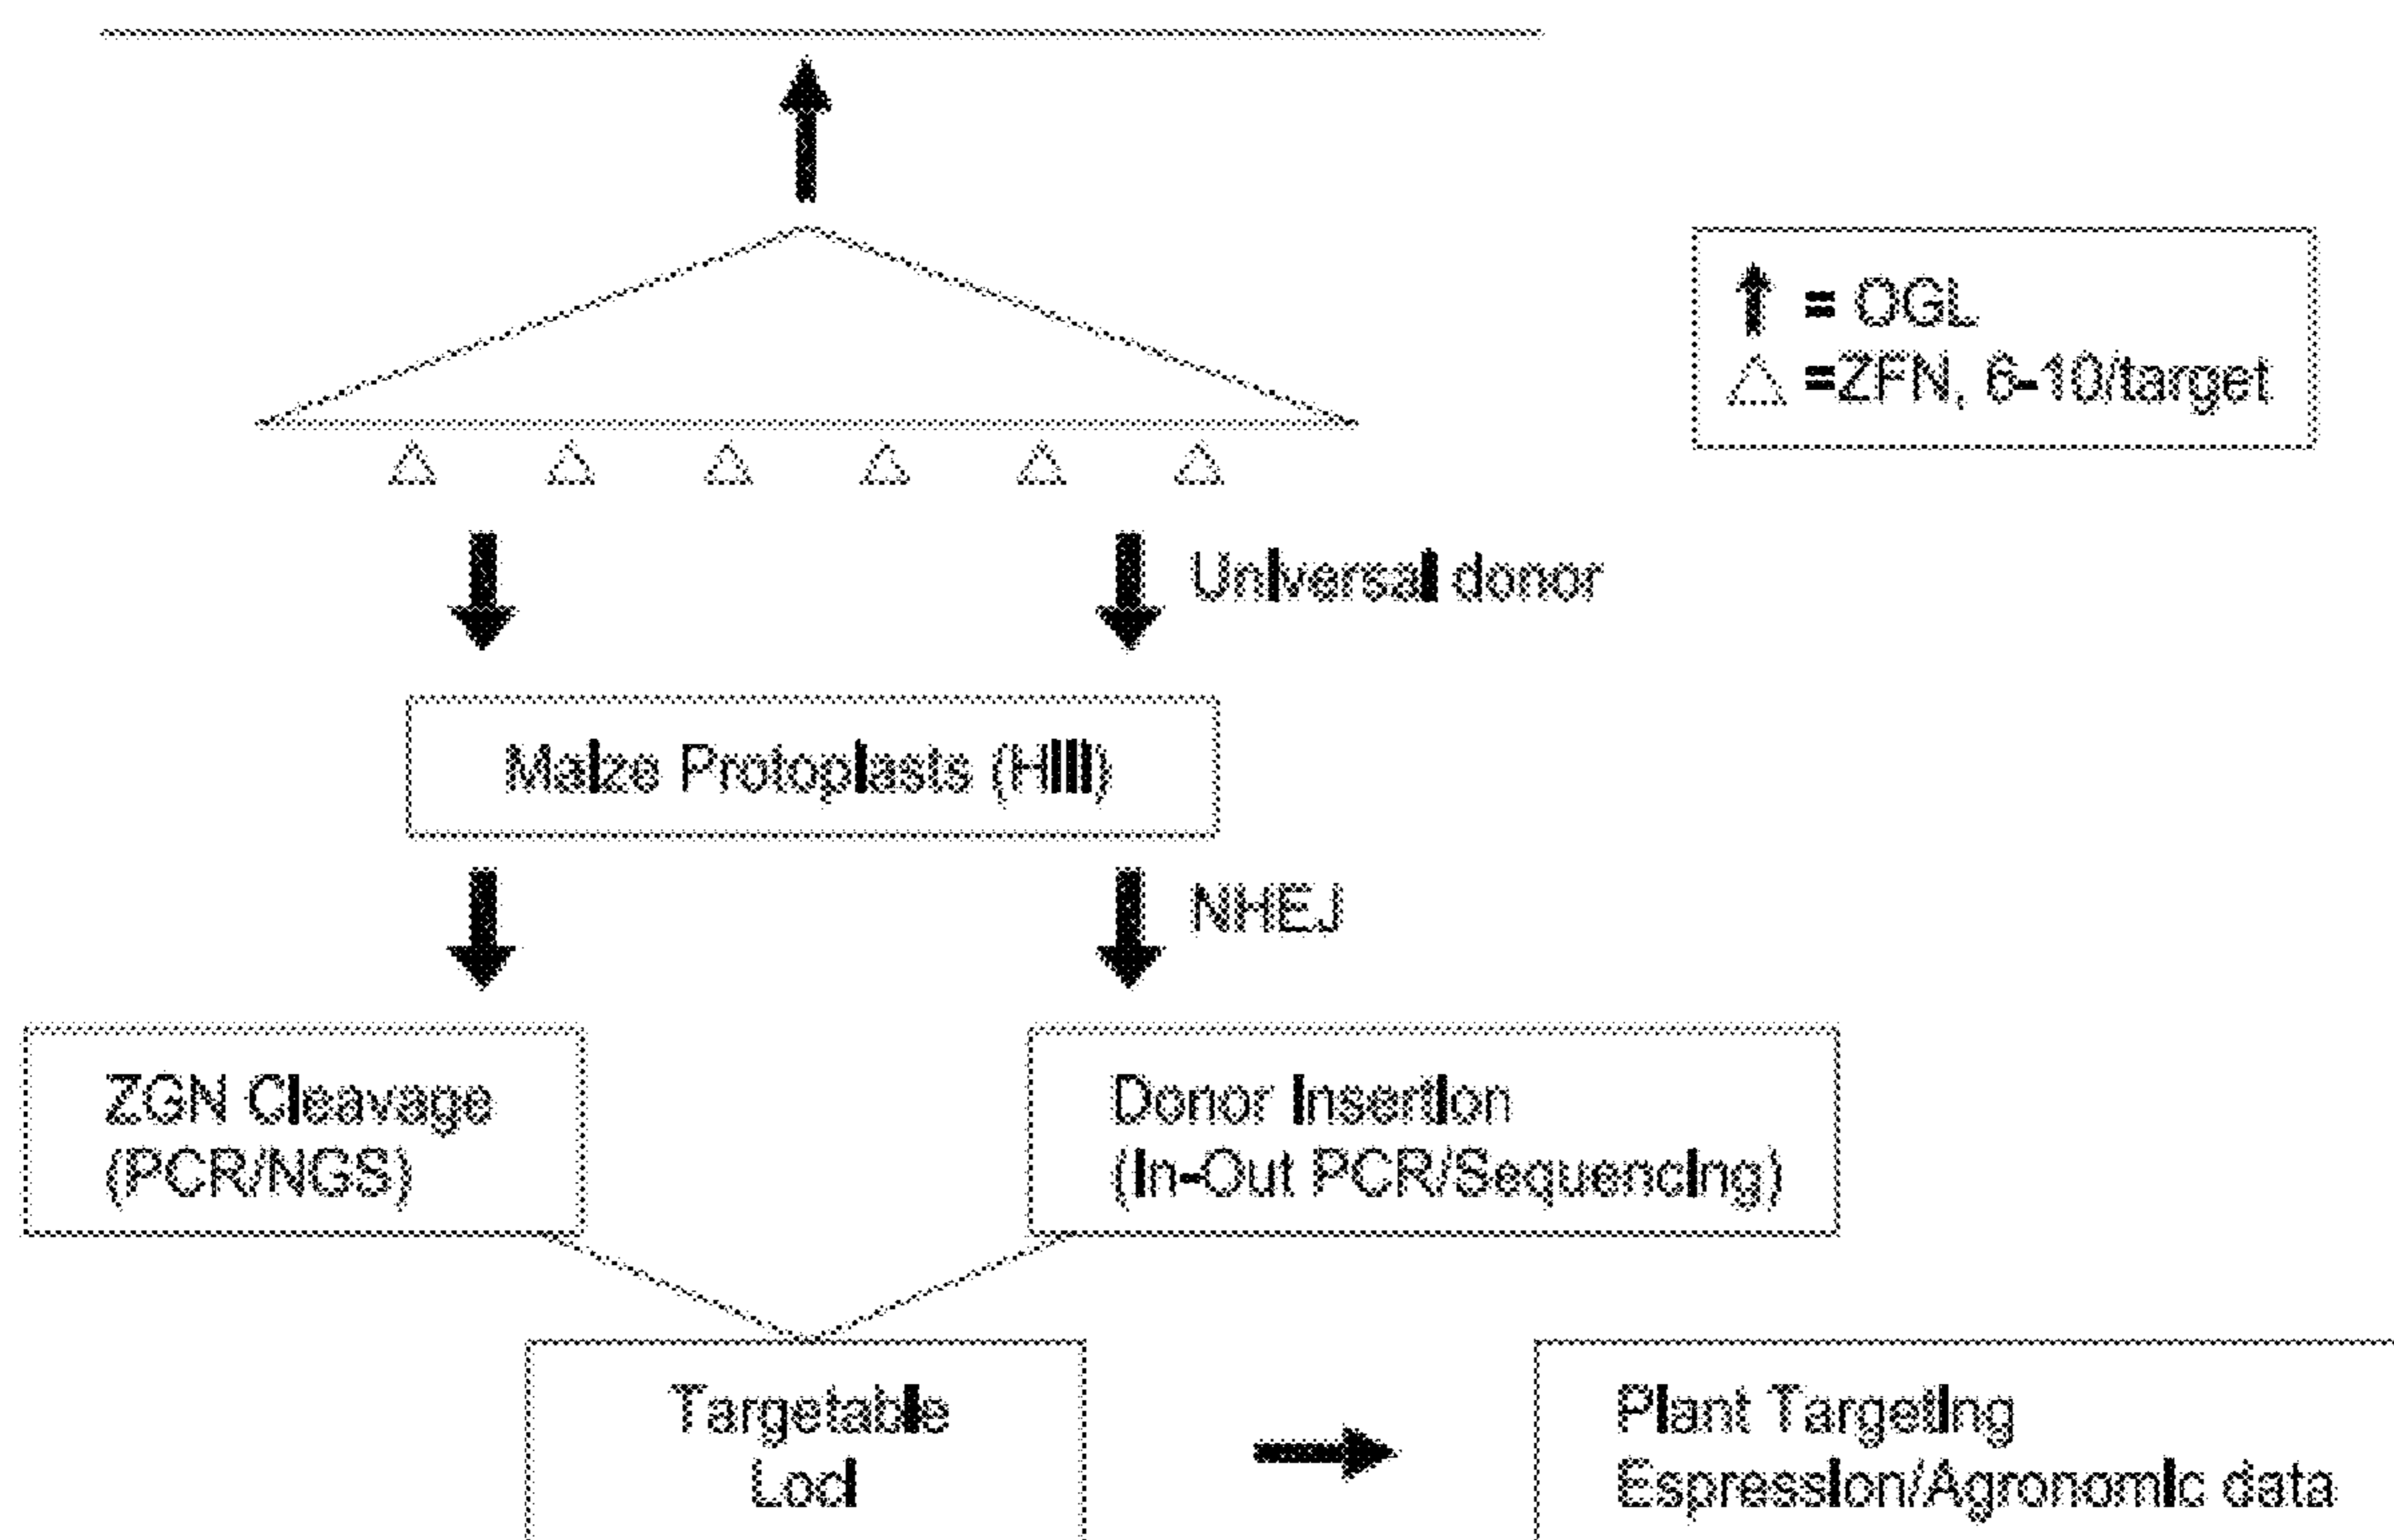 = OGL
=ZFN, 6-10/target
Universal donor
Maize Protoplasts (HiII)
NHEJ
ZGN Cleavage
(PCR/NGS)
Donor Insertion
(In-Out PCR/Sequencing)
Targetable
Loci
Plant Targeting
Espression/Agronomic data